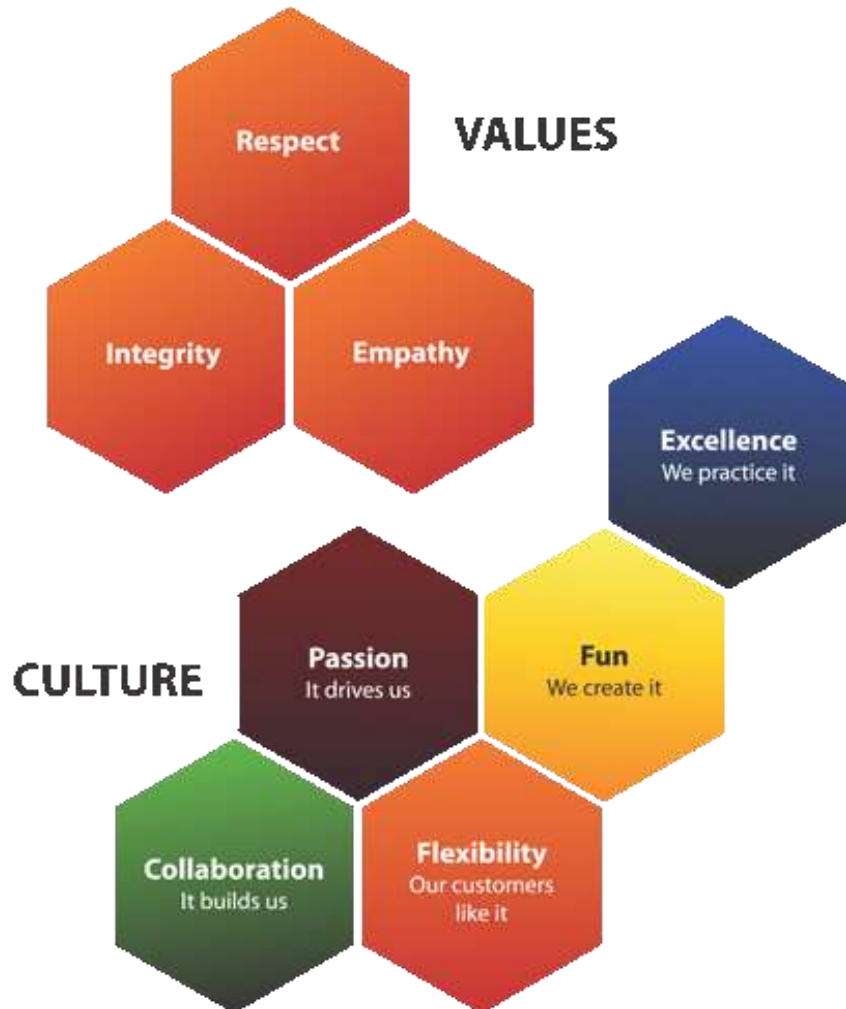 Respect
VALUES
Integrity
Empathy
Excellence
We practice it
Passion
It drives us
Fun
We create it
CULTURE
Collaboration
It builds us
Flexibility
Our customers
like it